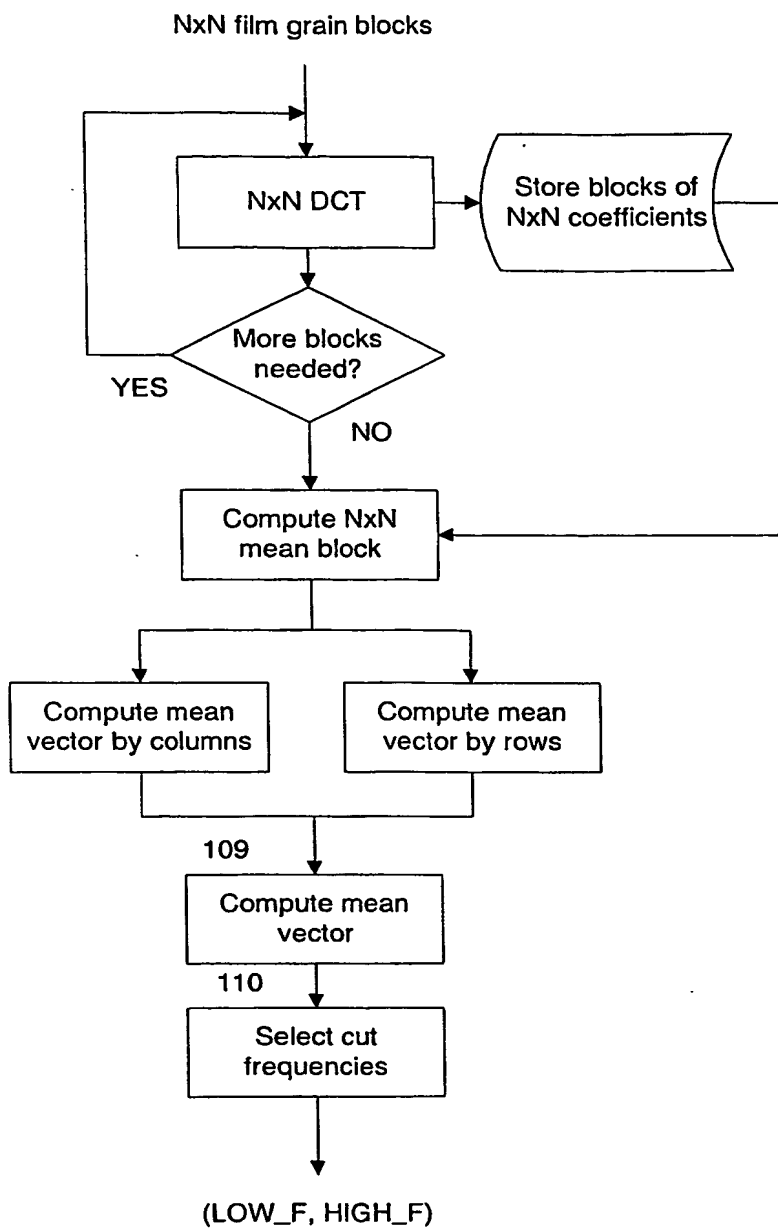 NxN film grain blocks
NxN DCT
Store blocks of
NxN coefficients
More blocks
needed?
YES
NO
Compute NxN
mean block
Compute mean
vector by columns
Compute mean
vector by rows
109
Compute mean
vector
110
Select cut
frequencies
(LOW_F, HIGH_F)